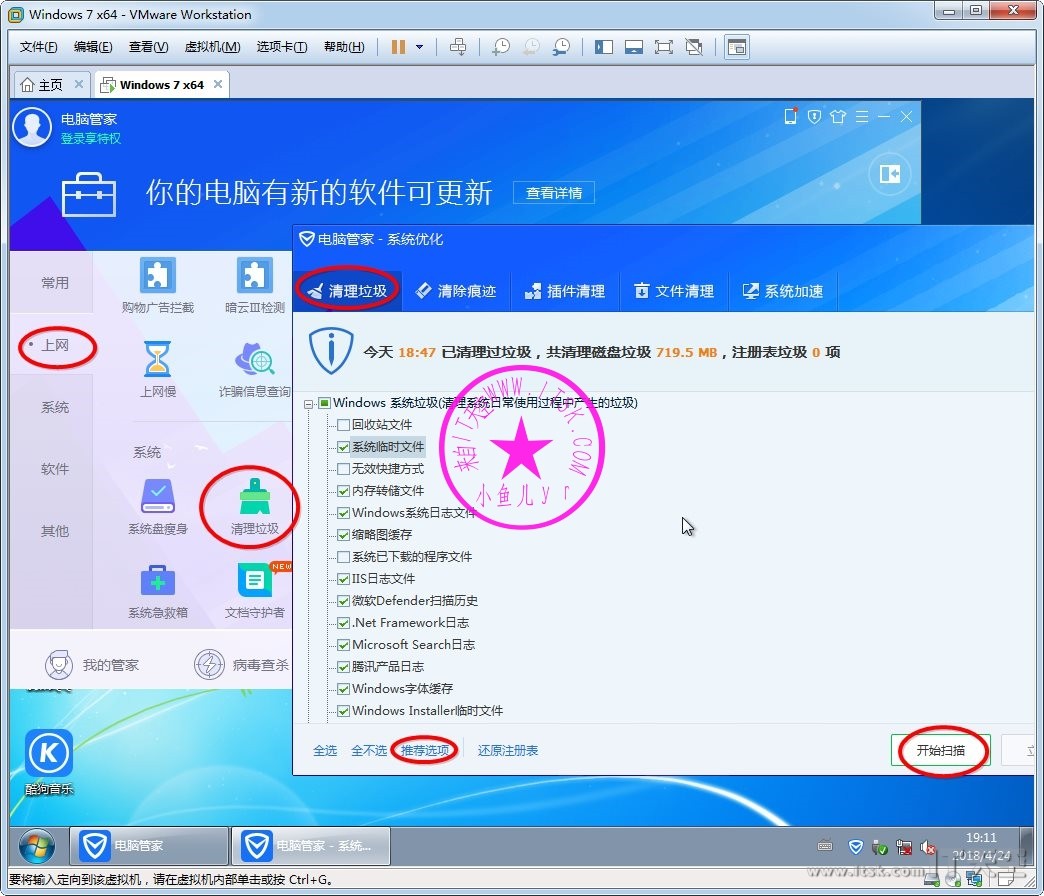 Windows 7 x64 - VMware Workstation
文件(F) 编辑(E) 查看(V) 虚拟机(M) 选项卡(T) 帮助(H)
主页 Windows 7 x64
电脑管家
登录享特权
你的电脑有新的软件可更新 查看详情
电脑管家 - 系统优化
清理垃圾 清除痕迹 插件清理 文件清理 系统加速
常用
上网
系统
软件
其他
购物广告拦截 暗云III检测
上网慢 诈骗信息查询
系统
系统盘瘦身 清理垃圾
NEW
系统急救箱 文档守护者
我的管家 病毒查杀
今天 18:47 已清理过垃圾，共清理磁盘垃圾 719.5 MB，注册表垃圾 0 项
Windows 系统垃圾(清理系统日常使用过程中产生的垃圾)
回收站文件
系统临时文件
无效快捷方式
内存转储文件
Windows系统日志文件
缩略图缓存
系统已下载的程序文件
IIS日志文件
微软Defender扫描历史
.Net Framework日志
Microsoft Search日志
腾讯产品日志
Windows字体缓存
Windows Installer临时文件
来自IT天空WWW.ITSK.COM
小鱼儿yr
全选 全不选 推荐选项 还原注册表 开始扫描 立
酷狗音乐
电脑管家 电脑管家 - 系统...
19:11
2018/4/24
www.itsk.com
IT天空
要将输入定向到该虚拟机，请在虚拟机内部单击或按 Ctrl+G。